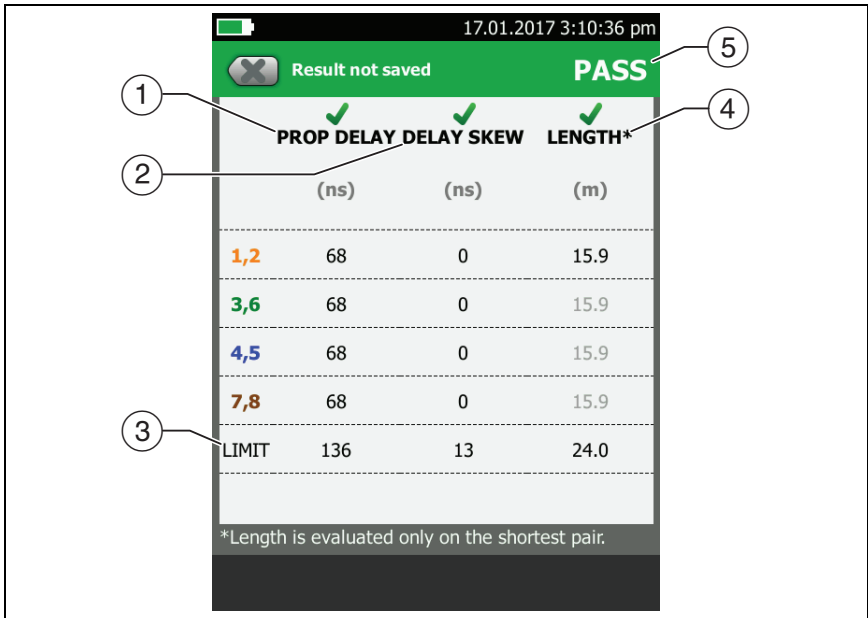 17.01.2017 3:10:36 pm
Result not saved PASS
5
1
4
PROP DELAY DELAY SKEW LENGTH*
2
(ns) (ns) (m)
1,2 68 0 15.9
3,6 68 0 15.9
4,5 68 0 15.9
7,8 68 0 15.9
3
LIMIT 136 13 24.0
*Length is evaluated only on the shortest pair.